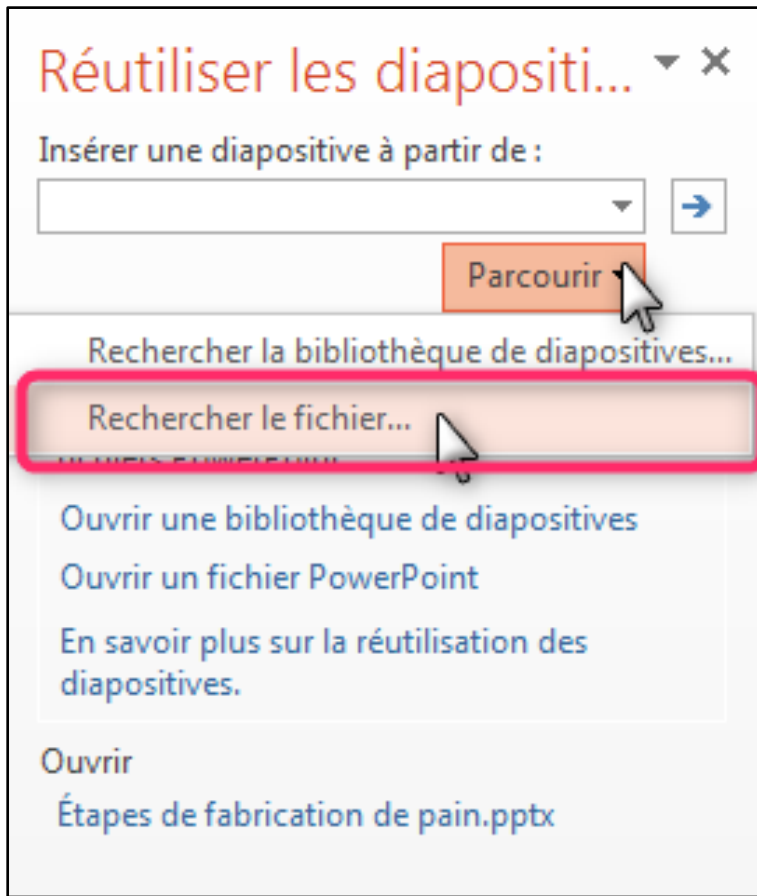 Réutiliser les diapositi...
Insérer une diapositive à partir de :
Parcourir
Rechercher la bibliothèque de diapositives...
Rechercher le fichier...
Ouvrir une bibliothèque de diapositives
Ouvrir un fichier PowerPoint
En savoir plus sur la réutilisation des
diapositives.
Ouvrir
Étapes de fabrication de pain.pptx